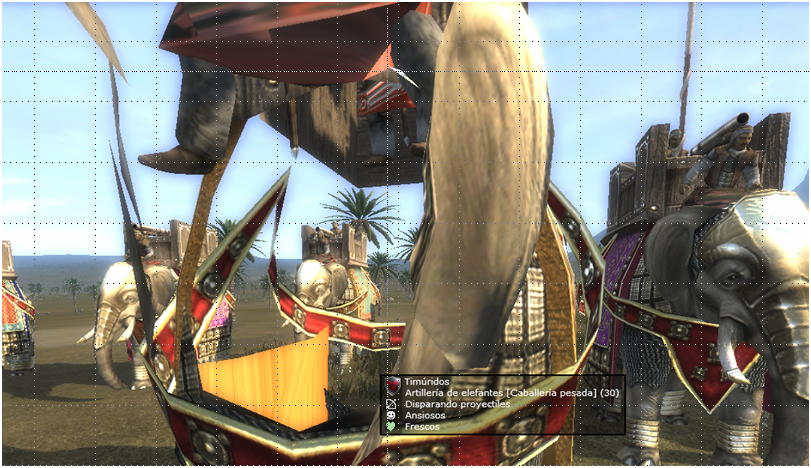 Timúridos
Artillería de elefantes [Caballería pesada] (30)
Disparando proyectiles
Ansiosos
Frescos